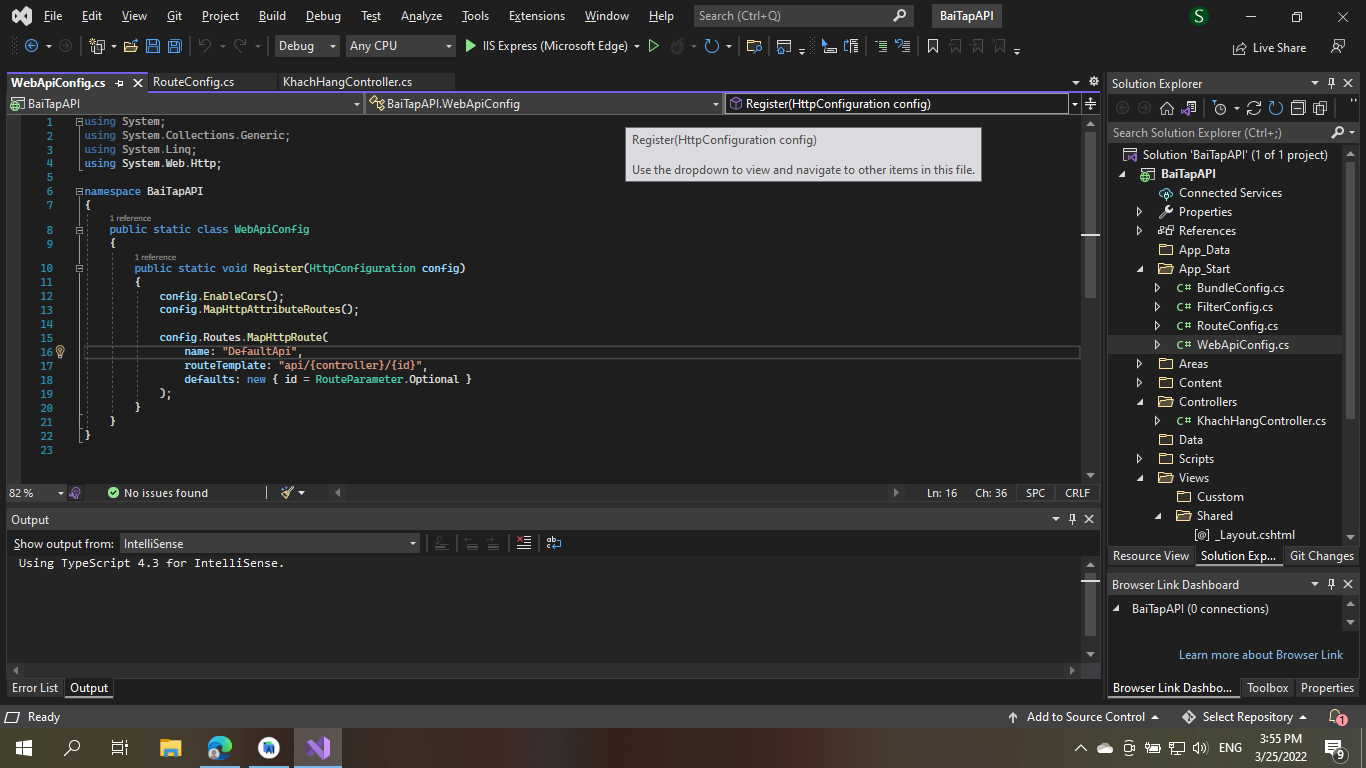 File Edit View Git Project Build Debug Test Analyze Tools Extensions Window Help Search (Ctrl+Q) BaiTapAPI S
Debug Any CPU IIS Express (Microsoft Edge) Live Share
WebApiConfig.cs RouteConfig.cs KhachHangController.cs
BaiTapAPI BaiTapAPI.WebApiConfig Register(HttpConfiguration config)
Register(HttpConfiguration config)
Use the dropdown to view and navigate to other items in this file.
1 using System;
2 using System.Collections.Generic;
3 using System.Linq;
4 using System.Web.Http;
5
6 namespace BaiTapAPI
7 {
1 reference
8 public static class WebApiConfig
9 {
1 reference
10 public static void Register(HttpConfiguration config)
11 {
12 config.EnableCors();
13 config.MapHttpAttributeRoutes();
14
15 config.Routes.MapHttpRoute(
16 name: "DefaultApi",
17 routeTemplate: "api/{controller}/{id}",
18 defaults: new { id = RouteParameter.Optional }
19 );
20 }
21 }
22 }
23
82 % No issues found Ln: 16 Ch: 36 SPC CRLF
Output
Show output from: IntelliSense
Using TypeScript 4.3 for IntelliSense.
Error List Output
Solution Explorer
Search Solution Explorer (Ctrl+;)
Solution 'BaiTapAPI' (1 of 1 project)
BaiTapAPI
Connected Services
Properties
References
App_Data
App_Start
C# BundleConfig.cs
C# FilterConfig.cs
C# RouteConfig.cs
C# WebApiConfig.cs
Areas
Content
Controllers
C# KhachHangController.cs
Data
Scripts
Views
Cusstom
Shared
[@] _Layout.cshtml
Resource View Solution Exp... Git Changes
Browser Link Dashboard
BaiTapAPI (0 connections)
Learn more about Browser Link
Browser Link Dashbo... Toolbox Properties
Ready Add to Source Control Select Repository 1
ENG 3:55 PM
3/25/2022 9